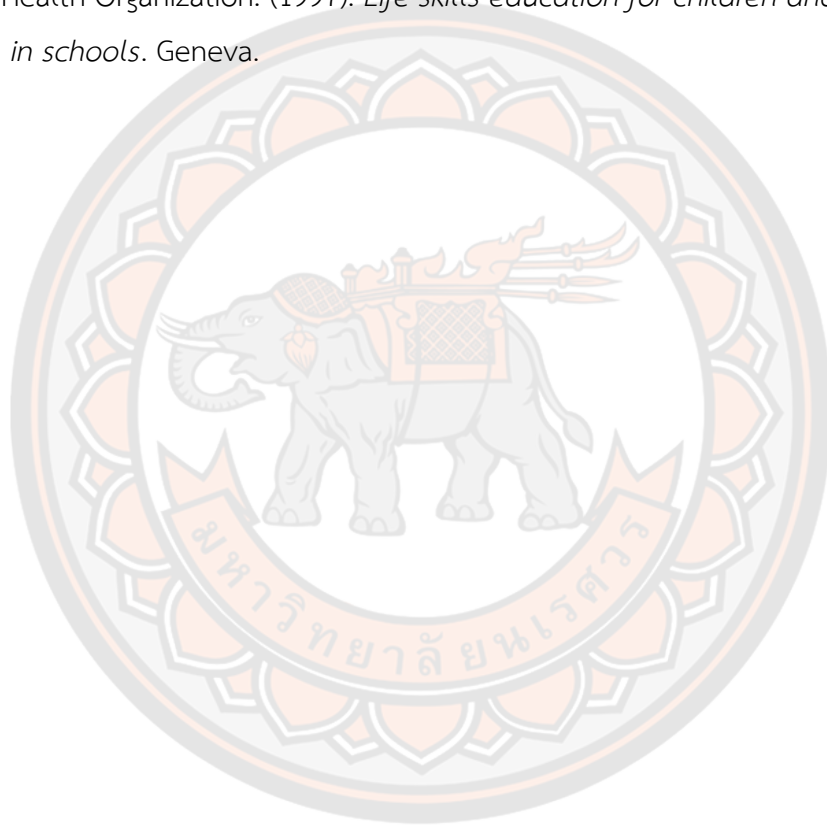 Health Organization. (1997). Life skills education for children and
in schools. Geneva.
มหาวิทยาลัยนเรศวร